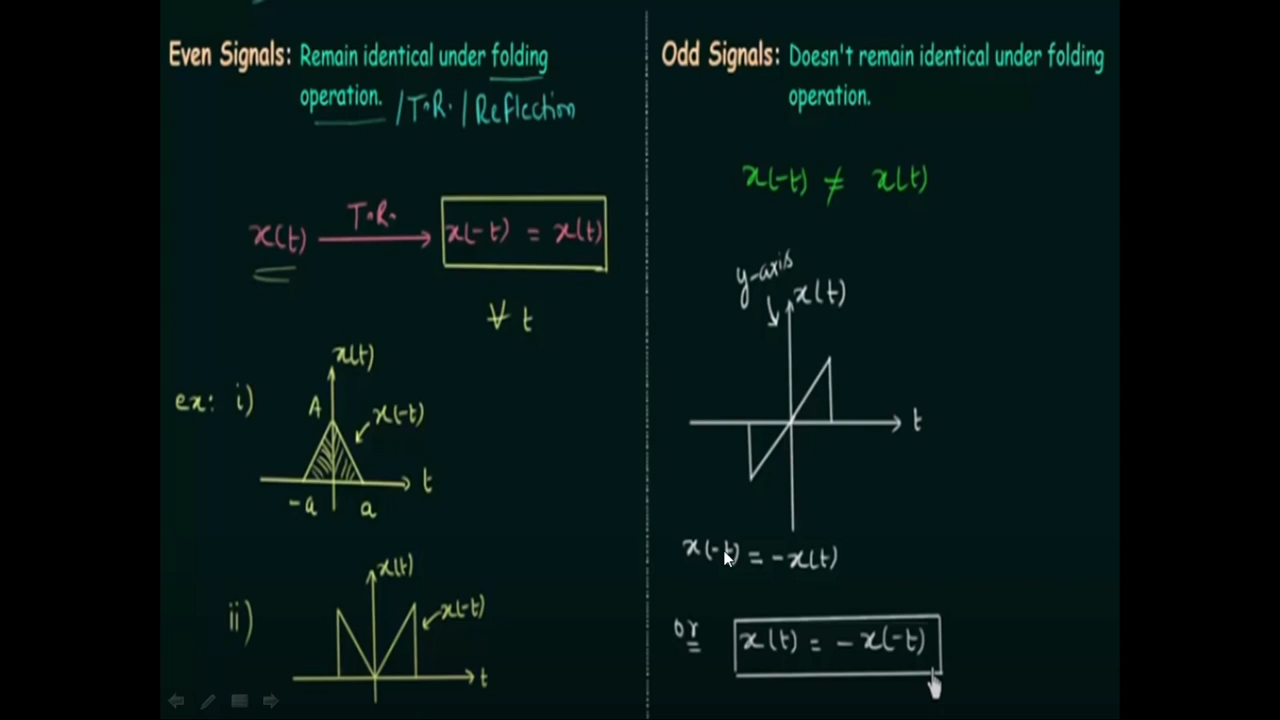 Even Signals: Remain identical under folding
operation. /T.R. / Reflection
x(t) T.R. x(-t) = x(t)
∀ t
ex: i)
x(t)
A
x(-t)
t
-a a
ii)
x(t)
x(-t)
t
Odd Signals: Doesn't remain identical under folding
operation.
x(-t) ≠ x(t)
y-axis
x(t)
t
x(-t) = -x(t)
or x(t) = - x(-t)